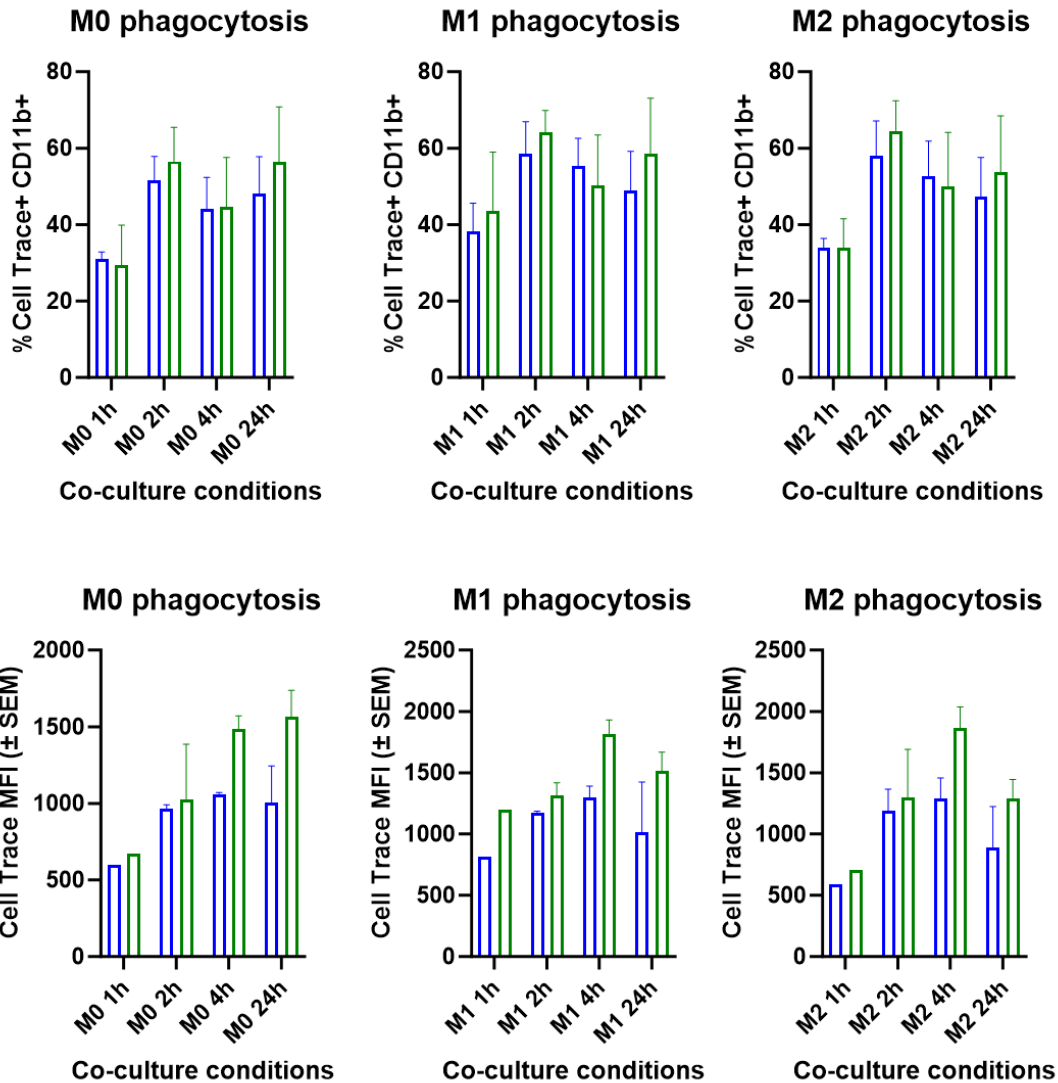 M0 phagocytosis
% Cell Trace+ CD11b+
80
60
40
20
0
M0 1h
M0 2h
M0 4h
M0 24h
Co-culture conditions
M1 phagocytosis
% Cell Trace+ CD11b+
80
60
40
20
0
M1 1h
M1 2h
M1 4h
M1 24h
Co-culture conditions
M2 phagocytosis
% Cell Trace+ CD11b+
80
60
40
20
0
M2 1h
M2 2h
M2 4h
M2 24h
Co-culture conditions
M0 phagocytosis
Cell Trace MFI (± SEM)
2000
1500
1000
500
0
M0 1h
M0 2h
M0 4h
M0 24h
Co-culture conditions
M1 phagocytosis
Cell Trace MFI (± SEM)
2500
2000
1500
1000
500
0
M1 1h
M1 2h
M1 4h
M1 24h
Co-culture conditions
M2 phagocytosis
Cell Trace MFI (± SEM)
2500
2000
1500
1000
500
0
M2 1h
M2 2h
M2 4h
M2 24h
Co-culture conditions